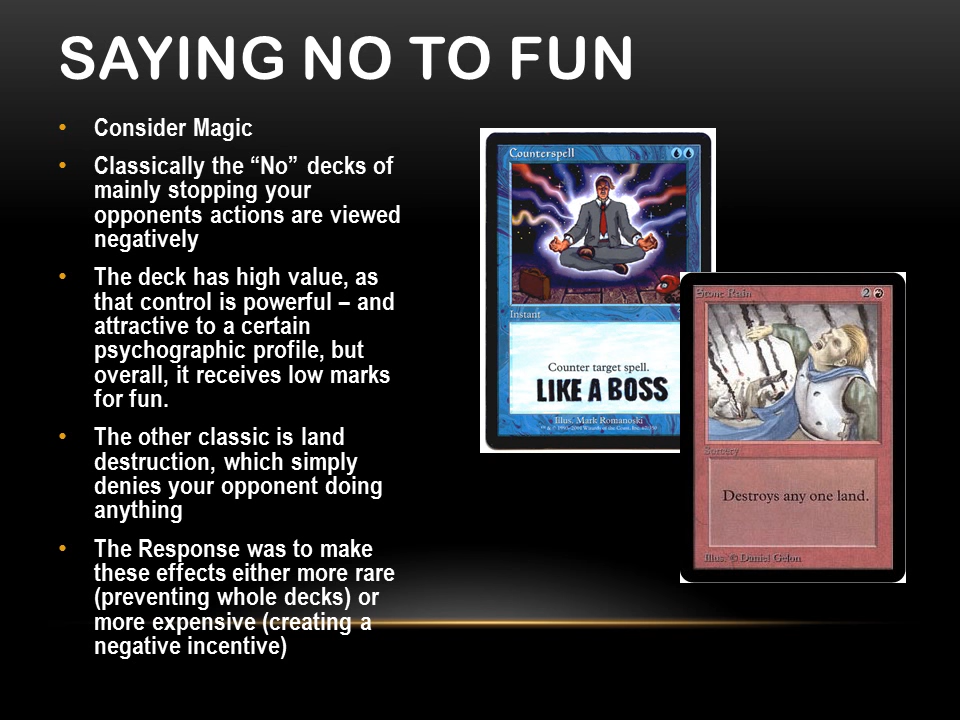 SAYING NO TO FUN
• Consider Magic
• Classically the “No” decks of
mainly stopping your
opponents actions are viewed
negatively
• The deck has high value, as
that control is powerful – and
attractive to a certain
psychographic profile, but
overall, it receives low marks
for fun.
• The other classic is land
destruction, which simply
denies your opponent doing
anything
• The Response was to make
these effects either more rare
(preventing whole decks) or
more expensive (creating a
negative incentive)
Counterspell
Instant
Counter target spell.
LIKE A BOSS
Illus. Mark Romanoski
Stone Rain 2
Sorcery
Destroys any one land.
Illus. © Daniel Gelon